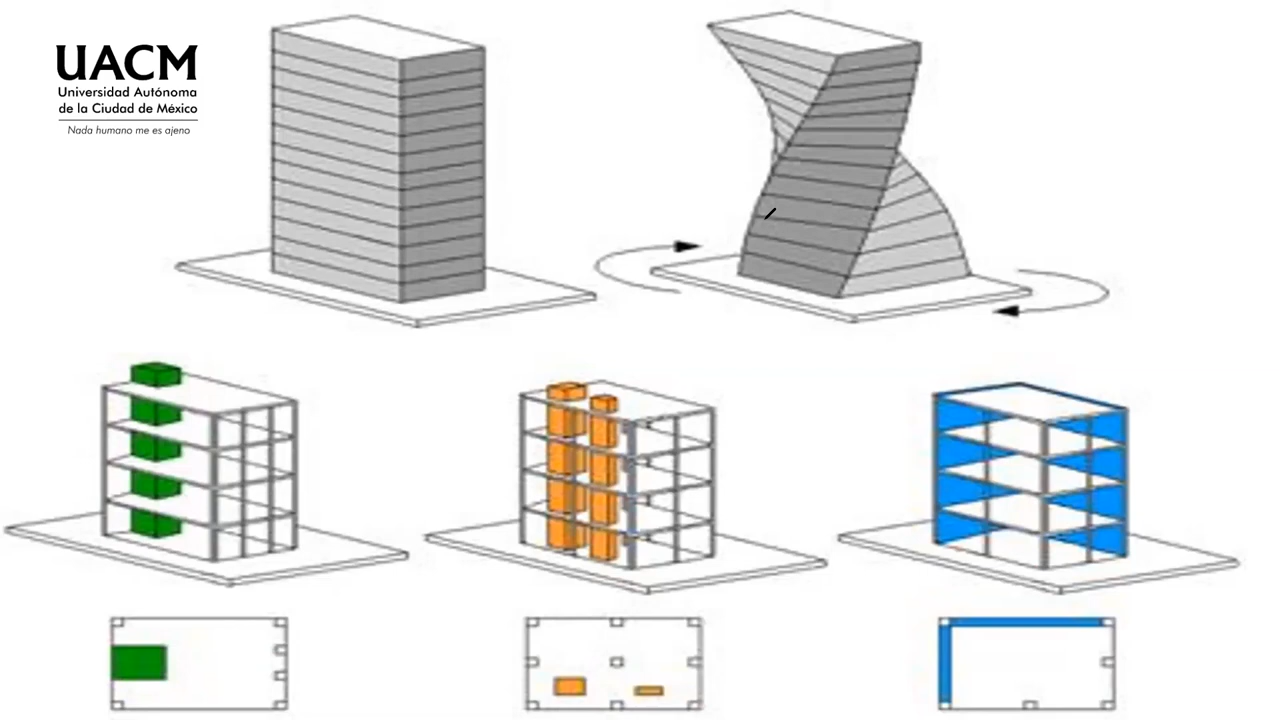 UACM
Universidad Autónoma
de la Ciudad de México
Nada humano me es ajeno